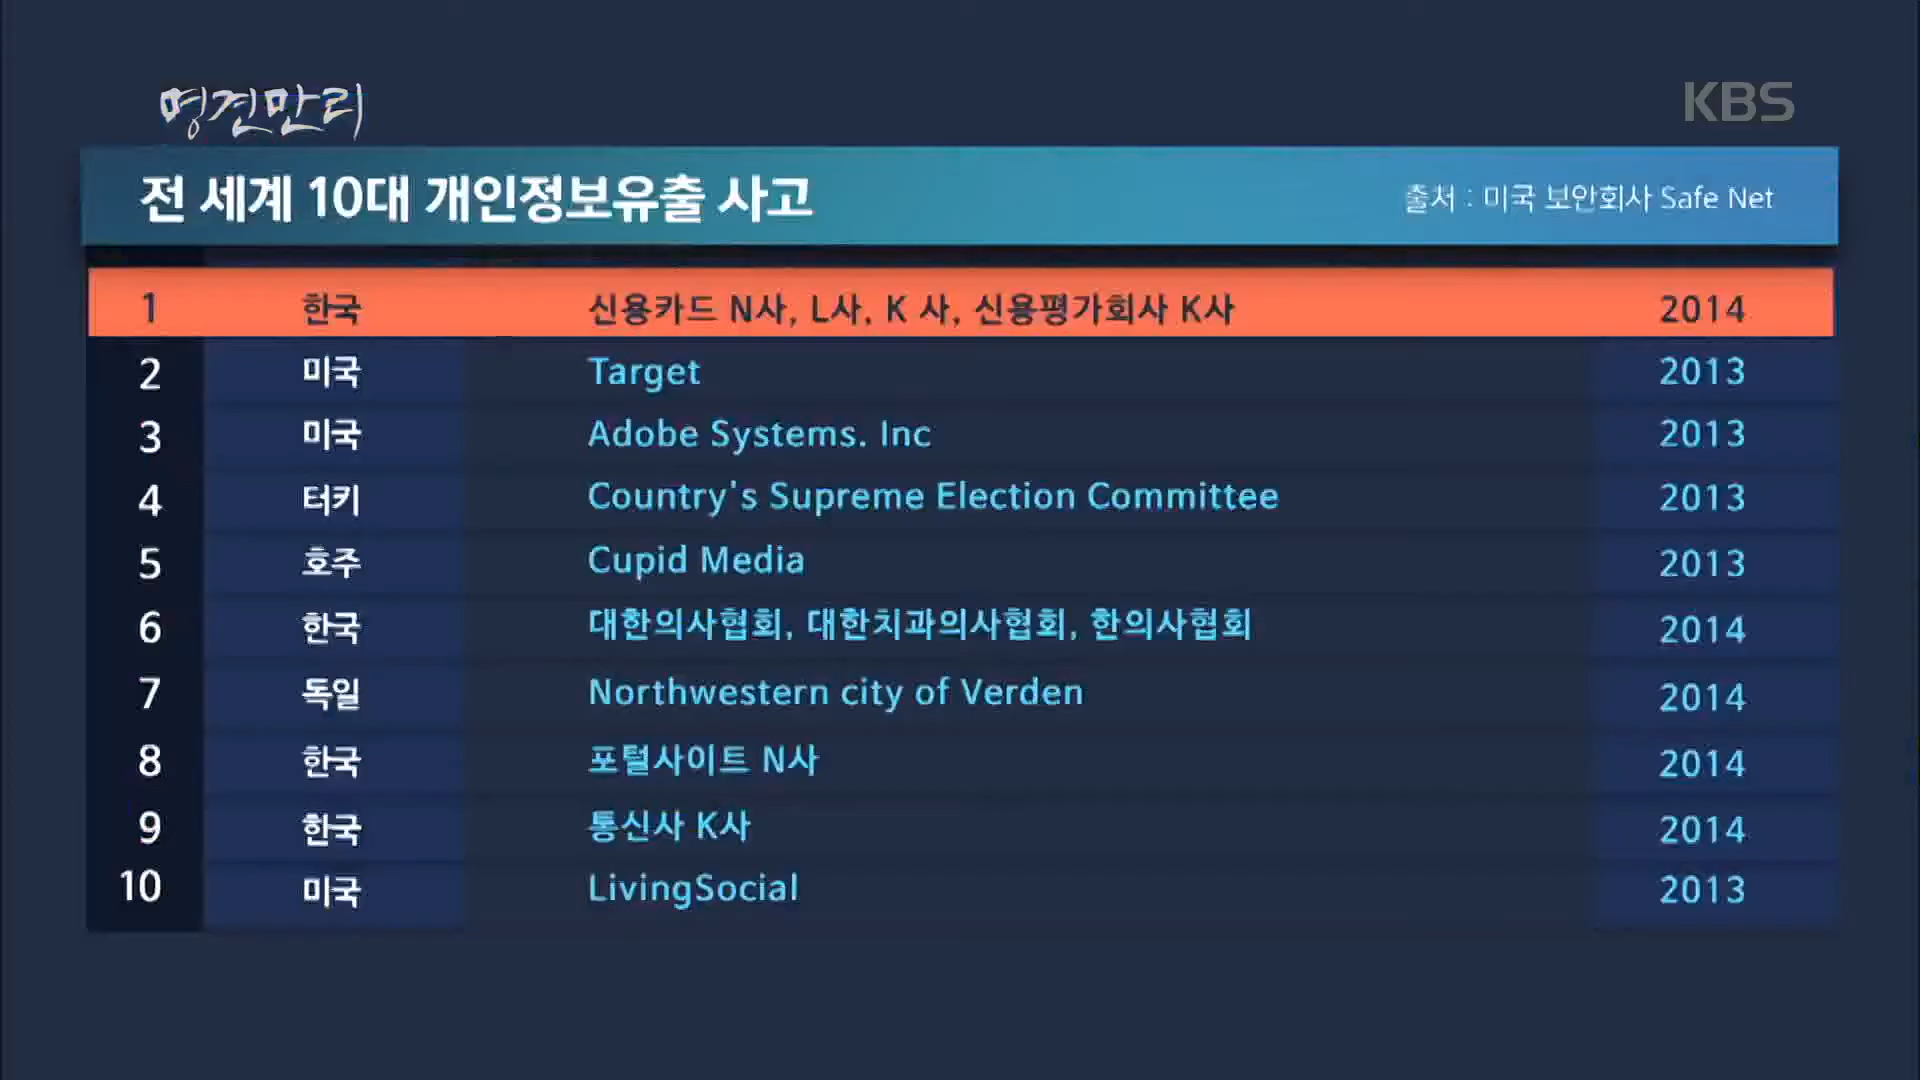 명견만리
KBS
전 세계 10대 개인정보유출 사고
출처 : 미국 보안회사 Safe Net
1 한국 신용카드 N사, L사, K 사, 신용평가회사 K사 2014
2 미국 Target 2013
3 미국 Adobe Systems. Inc 2013
4 터키 Country's Supreme Election Committee 2013
5 호주 Cupid Media 2013
6 한국 대한의사협회, 대한치과의사협회, 한의사협회 2014
7 독일 Northwestern city of Verden 2014
8 한국 포털사이트 N사 2014
9 한국 통신사 K사 2014
10 미국 LivingSocial 2013